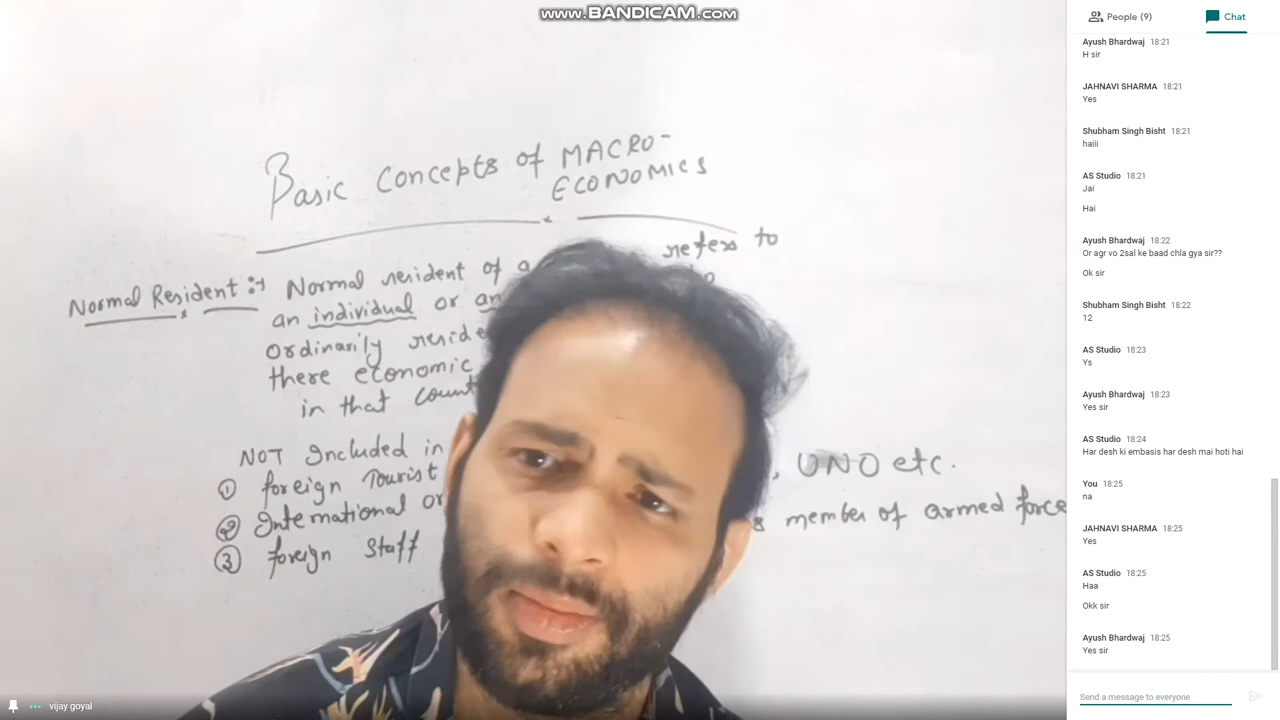 www.BANDICAM.com
People (9)
Chat
Ayush Bhardwaj 18:21
H sir
JAHNAVI SHARMA 18:21
Yes
Shubham Singh Bisht 18:21
haiii
AS Studio 18:21
Jai
Hai
Ayush Bhardwaj 18:22
Or agr vo 2sal ke baad chla gya sir??
Ok sir
Shubham Singh Bisht 18:22
12
AS Studio 18:23
Ys
Ayush Bhardwaj 18:23
Yes sir
AS Studio 18:24
Har desh ki embasis har desh mai hoti hai
You 18:25
na
JAHNAVI SHARMA 18:25
Yes
AS Studio 18:25
Haa
Okk sir
Ayush Bhardwaj 18:25
Yes sir
Send a message to everyone
Basic Concepts of MACRO-
ECONOMICS
Normal Resident :- Normal resident of a refers to
an individual or an
ordinarily reside
there economic
in that count
NOT Included in
① foreign Tourist
② International or , UNO etc.
③ foreign staff & member of armed force
vijay goyal